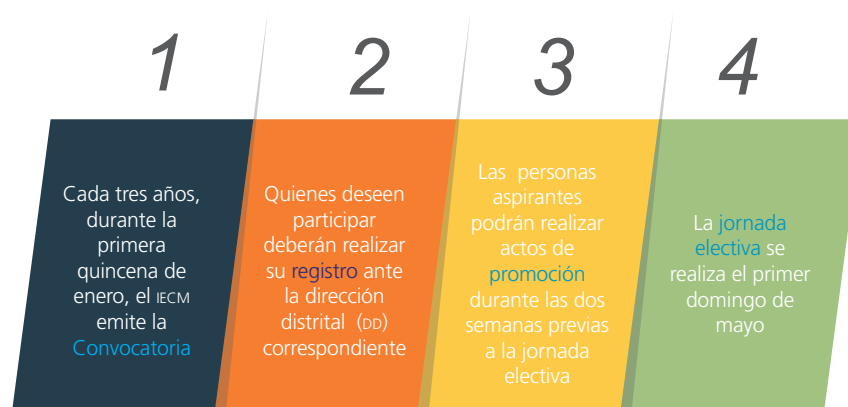 1
Cada tres años,
durante la
primera
quincena de
enero, el IECM
emite la
Convocatoria
2
Quienes deseen
participar
deberán realizar
su registro ante
la dirección
distrital (DD)
correspondiente
3
Las personas
aspirantes
podrán realizar
actos de
promoción
durante las dos
semanas previas
a la jornada
electiva
4
La jornada
electiva se
realiza el primer
domingo de
mayo